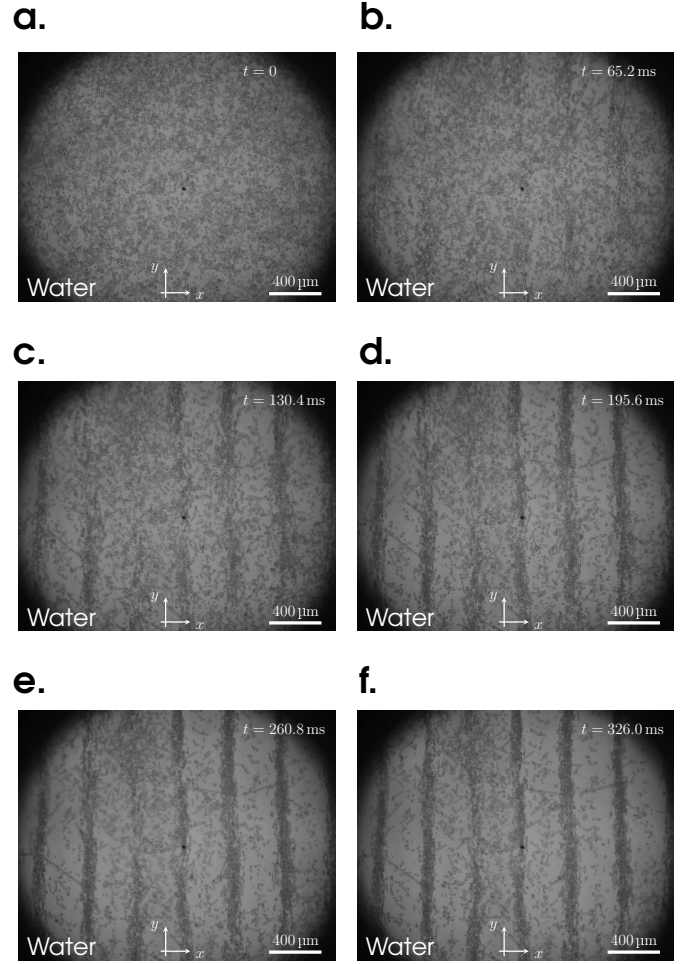 a.
b.
t = 0
t = 65.2 ms
Water
y
x
400 µm
Water
y
x
400 µm
c.
d.
t = 130.4 ms
t = 195.6 ms
Water
y
x
400 µm
Water
y
x
400 µm
e.
f.
t = 260.8 ms
t = 326.0 ms
Water
y
x
400 µm
Water
y
x
400 µm